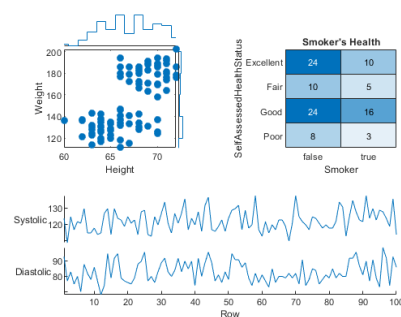 Smoker's Health
200
180
160
140
120
Weight
60
65
70
Height
SelfAssessedHealthStatus
Excellent
24
10
Fair
10
5
Good
24
16
Poor
8
3
false
true
Smoker
Systolic
130
120
Diastolic
90
80
10
20
30
40
50
60
70
80
90
100
Row